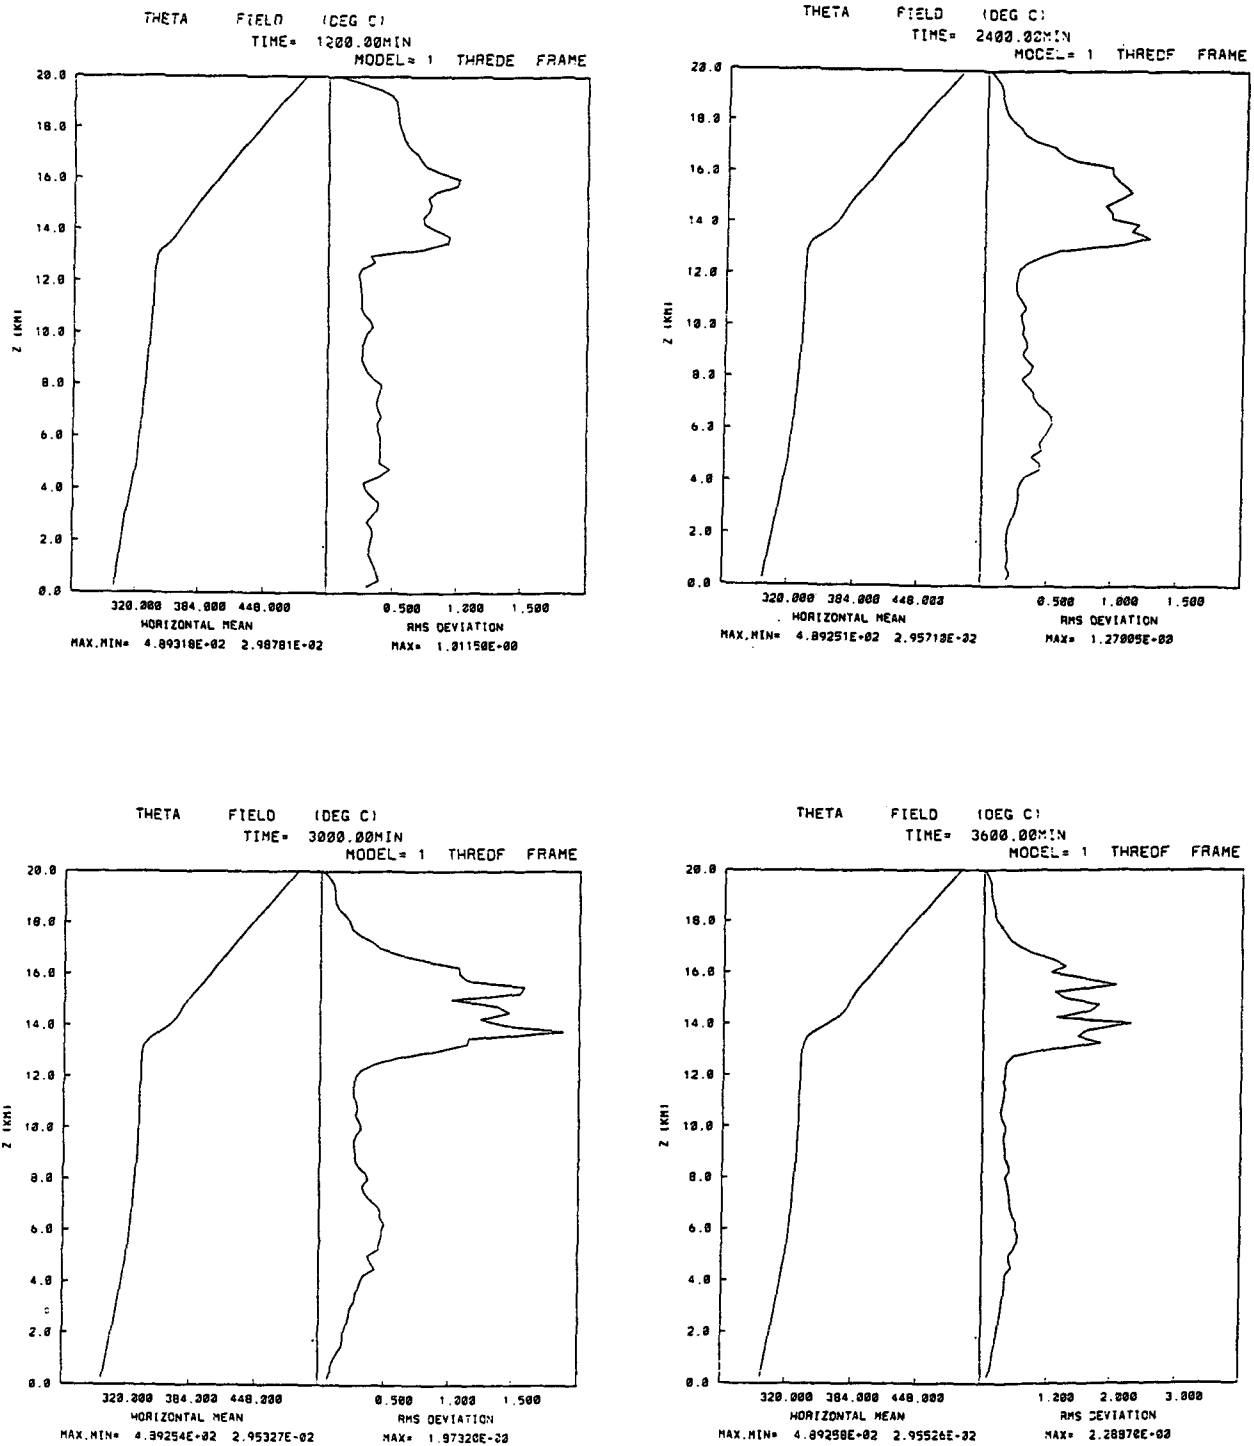 THETA FIELD (DEG C)
TIME= 1200.00MIN
MODEL= 1 THREDE FRAME
20.0
18.0
16.0
14.0
12.0
10.0
8.0
6.0
4.0
2.0
0.0
Z (KM)
320.000 384.000 448.000 0.500 1.000 1.500
HORIZONTAL MEAN RMS DEVIATION
MAX,MIN= 4.89318E+02 2.98781E+02 MAX= 1.01150E+00
THETA FIELD (DEG C)
TIME= 2400.00MIN
MODEL= 1 THREDF FRAME
20.0
18.0
16.0
14.0
12.0
10.0
8.0
6.0
4.0
2.0
0.0
Z (KM)
320.000 384.000 448.000 0.500 1.000 1.500
HORIZONTAL MEAN RMS DEVIATION
MAX,MIN= 4.89251E+02 2.95710E+02 MAX= 1.27005E+00
THETA FIELD (DEG C)
TIME= 3000.00MIN
MODEL= 1 THREDF FRAME
20.0
18.0
16.0
14.0
12.0
10.0
8.0
6.0
4.0
2.0
0.0
Z (KM)
320.000 384.000 448.000 0.500 1.000 1.500
HORIZONTAL MEAN RMS DEVIATION
MAX,MIN= 4.89254E+02 2.95327E+02 MAX= 1.97320E+00
THETA FIELD (DEG C)
TIME= 3600.00MIN
MODEL= 1 THREDF FRAME
20.0
18.0
16.0
14.0
12.0
10.0
8.0
6.0
4.0
2.0
0.0
Z (KM)
320.000 384.000 448.000 2.000 3.000
HORIZONTAL MEAN RMS DEVIATION
MAX,MIN= 4.89258E+02 2.95526E+02 MAX= 2.28970E+00